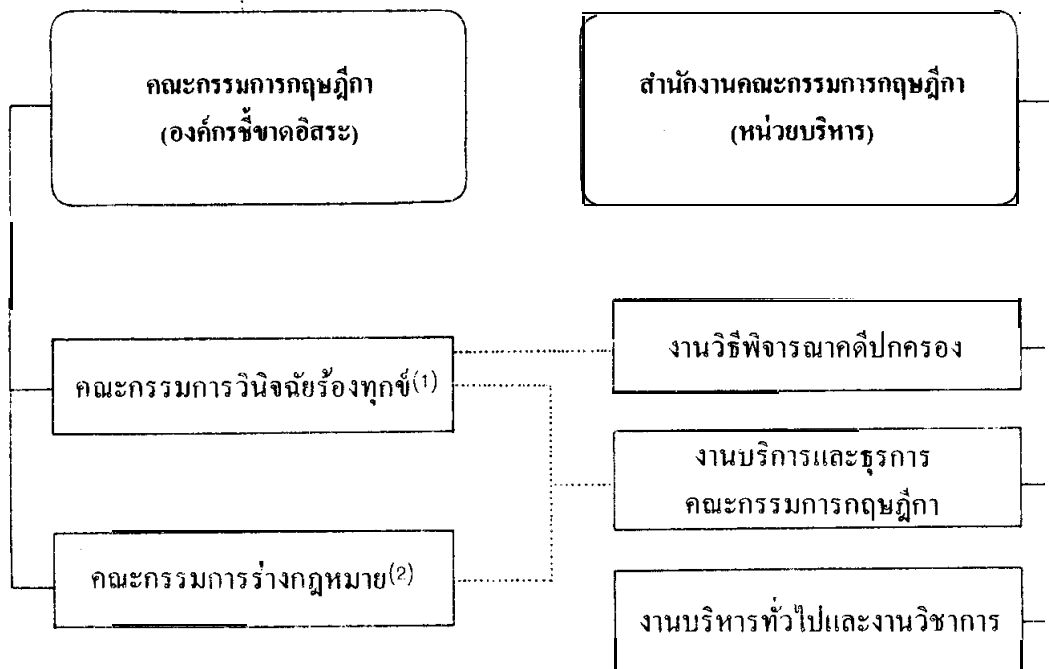 คณะกรรมการกฤษฎีกา
(องค์กรชี้ขาดอิสระ)
สำนักงานคณะกรรมการกฤษฎีกา
(หน่วยบริหาร)
งานวิธีพิจารณาคดีปกครอง
คณะกรรมการวินิจฉัยร้องทุกข์(1)
งานบริการและธุรการ
คณะกรรมการกฤษฎีกา
คณะกรรมการร่างกฎหมาย(2)
งานบริหารทั่วไปและงานวิชาการ